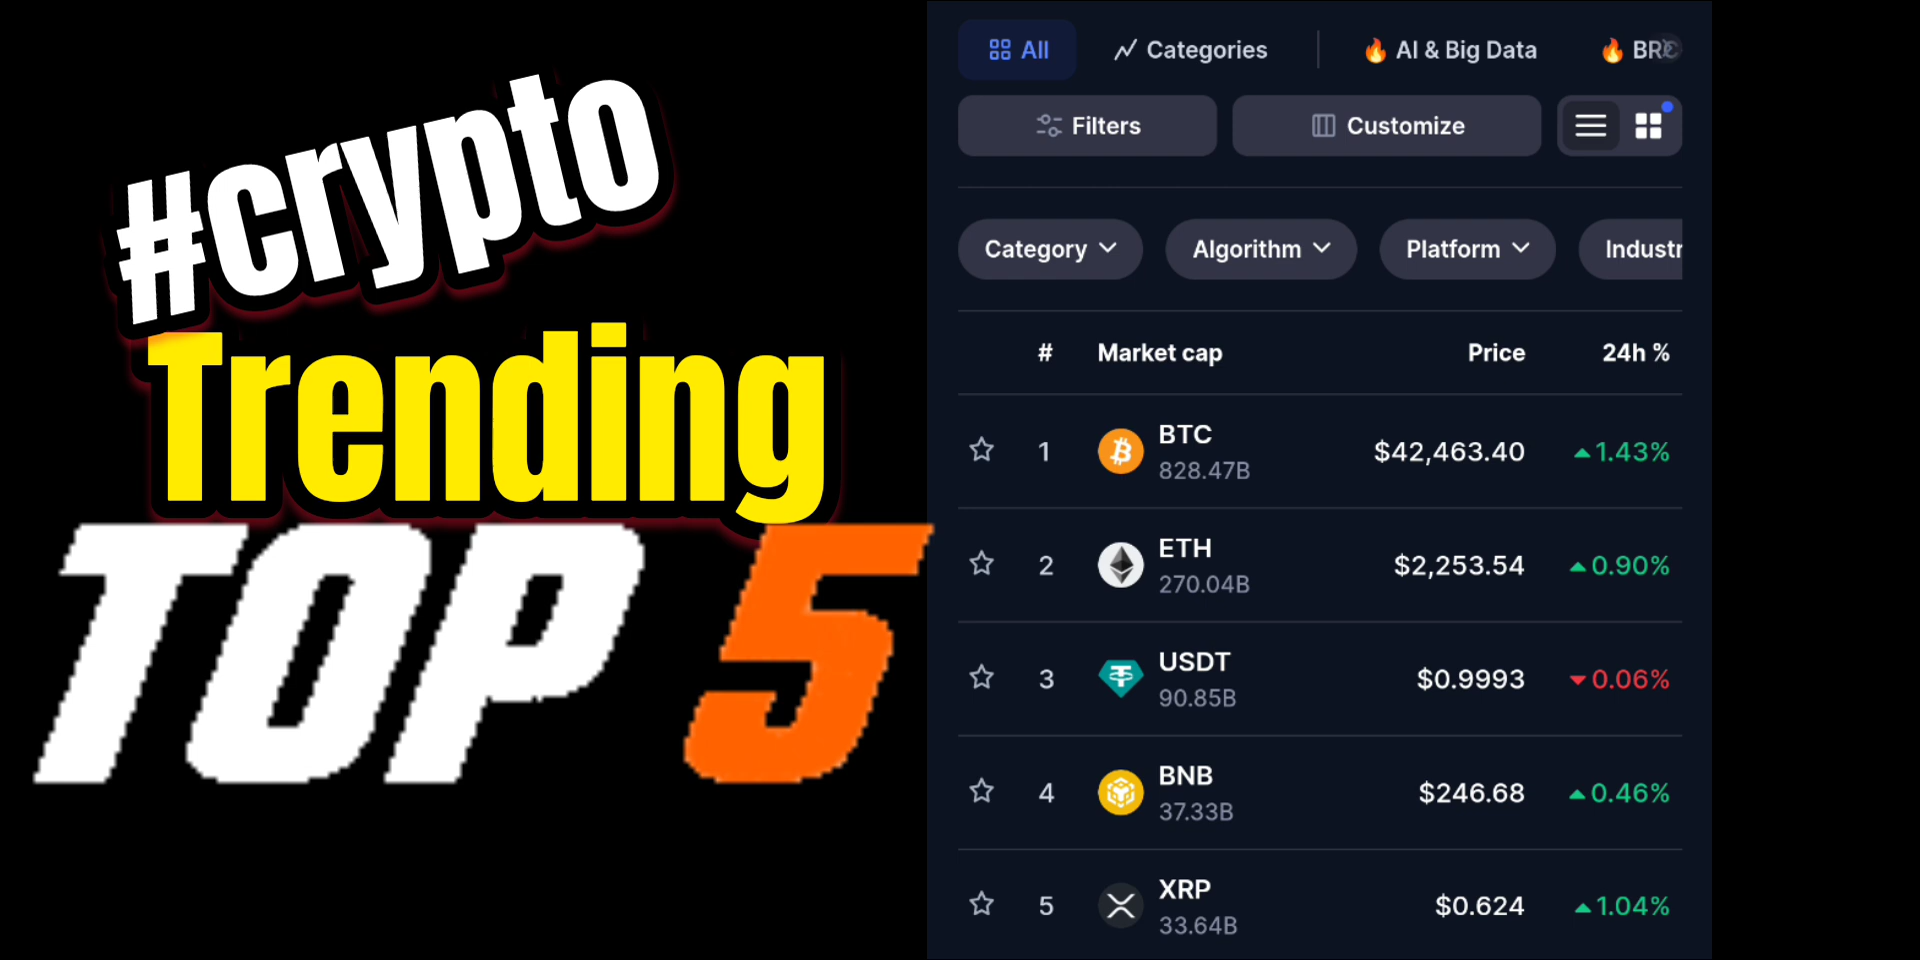 #crypto
Trending
TOP 5
All
Categories
AI & Big Data
Filters
Customize
Category
Algorithm
Platform
Industr
# Market cap Price 24h %
1 BTC $42,463.40 1.43%
828.47B
2 ETH $2,253.54 0.90%
270.04B
3 USDT $0.9993 0.06%
90.85B
4 BNB $246.68 0.46%
37.33B
5 XRP $0.624 1.04%
33.64B